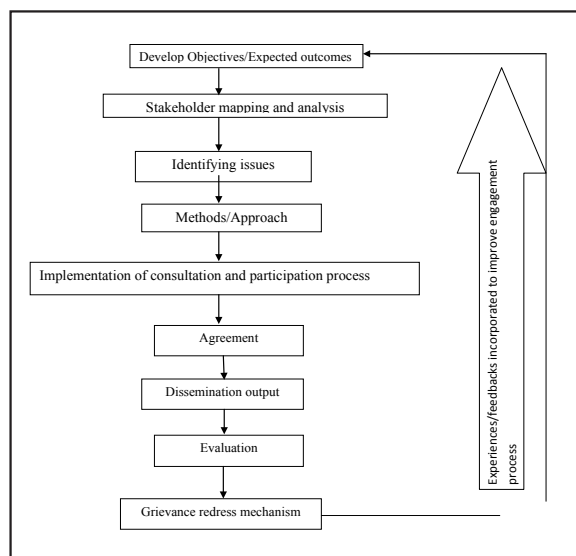 Develop Objectives/Expected outcomes
Stakeholder mapping and analysis
Identifying issues
Methods/Approach
Implementation of consultation and participation process
Agreement
Dissemination output
Evaluation
Grievance redress mechanism
Experiences/feedbacks incorporated to improve engagement
process